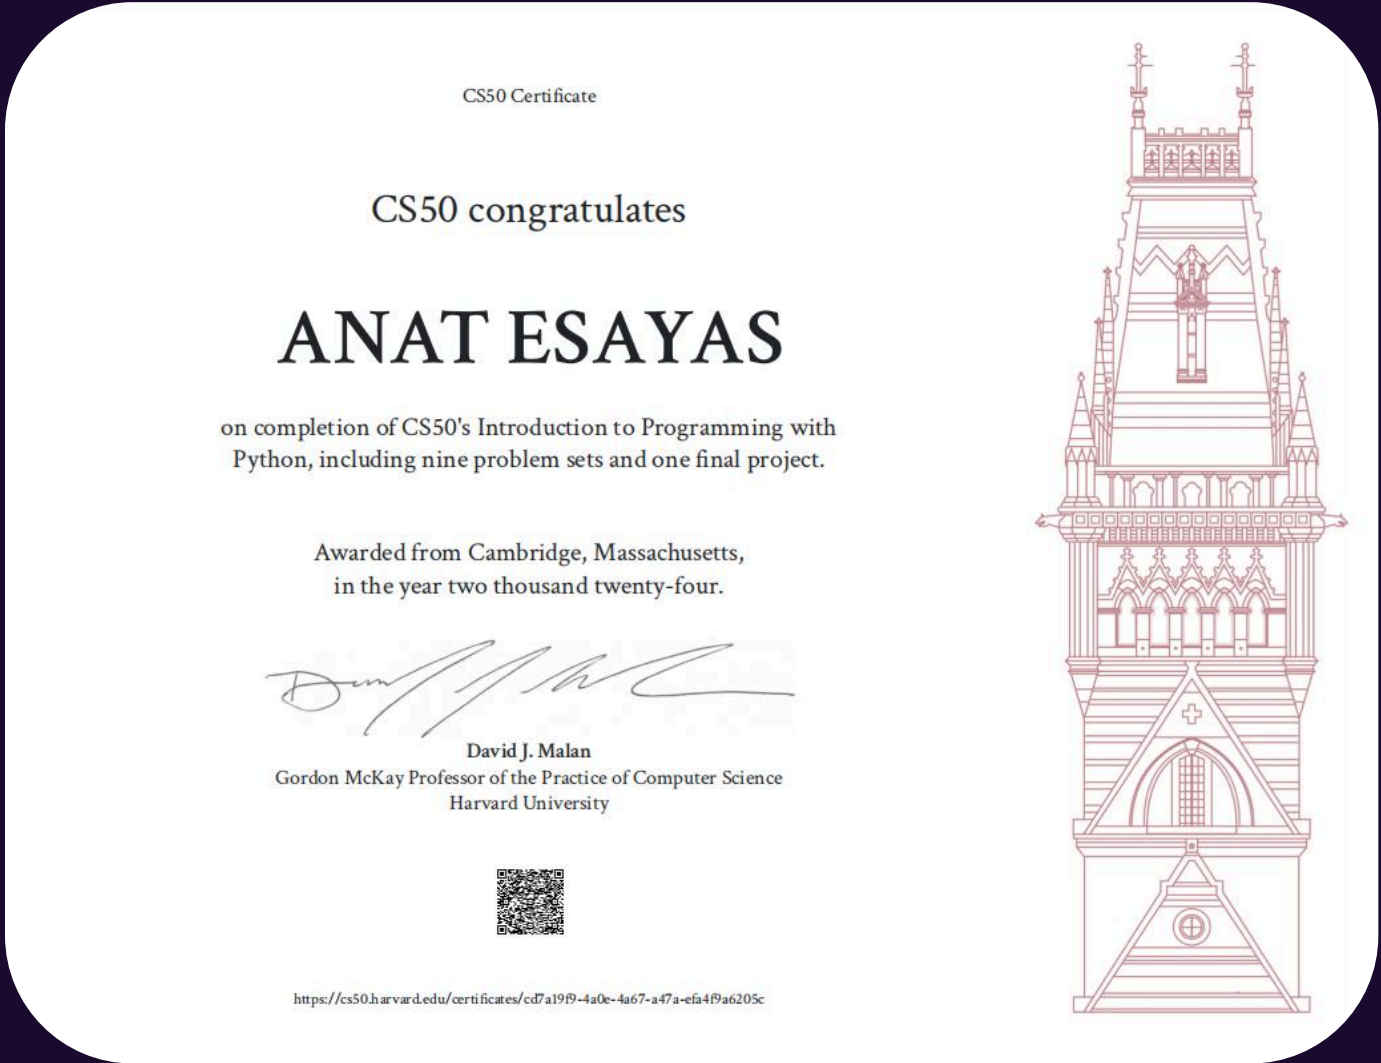 CS50 Certificate
CS50 congratulates
ANAT ESAYAS
on completion of CS50's Introduction to Programming with
Python, including nine problem sets and one final project.
Awarded from Cambridge, Massachusetts,
in the year two thousand twenty-four.
David J. Malan
Gordon McKay Professor of the Practice of Computer Science
Harvard University
https://cs50.harvard.edu/certificates/cd7a19f9-4a0e-4a67-a47a-efa4f9a6205c